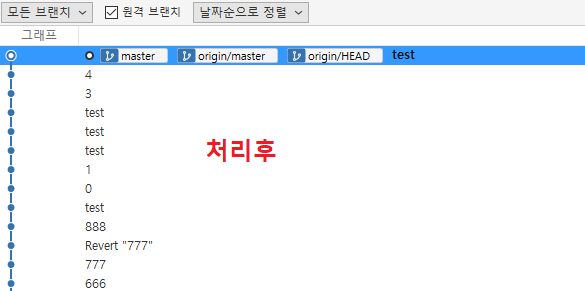 모든 브랜치 원격 브랜치 날짜순으로 정렬
그래프
master origin/master origin/HEAD test
4
3
test
test
test
처리후
1
0
test
888
Revert "777"
777
666